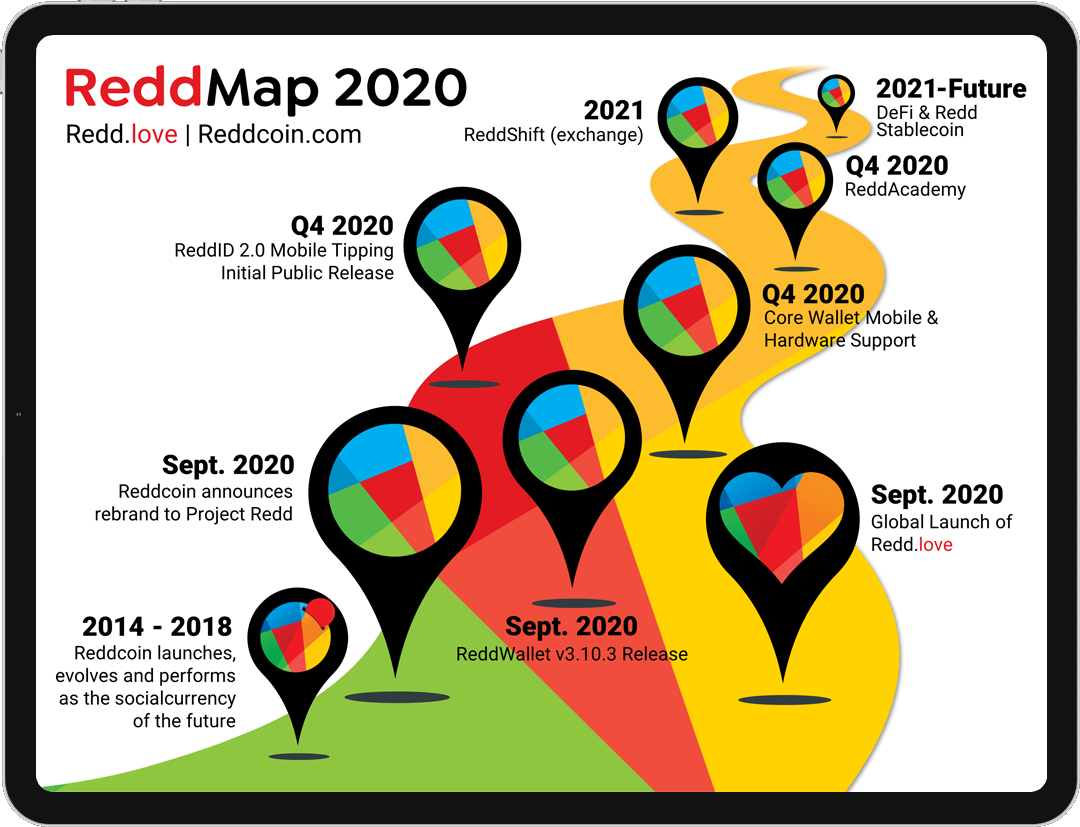 ReddMap 2020
Redd.love | Reddcoin.com
2021-Future
DeFi & Redd
Stablecoin
2021
ReddShift (exchange)
Q4 2020
ReddAcademy
Q4 2020
ReddID 2.0 Mobile Tipping
Initial Public Release
Q4 2020
Core Wallet Mobile &
Hardware Support
Sept. 2020
Reddcoin announces
rebrand to Project Redd
Sept. 2020
Global Launch of
Redd.love
2014 - 2018
Reddcoin launches,
evolves and performs
as the socialcurrency
of the future
Sept. 2020
ReddWallet v3.10.3 Release